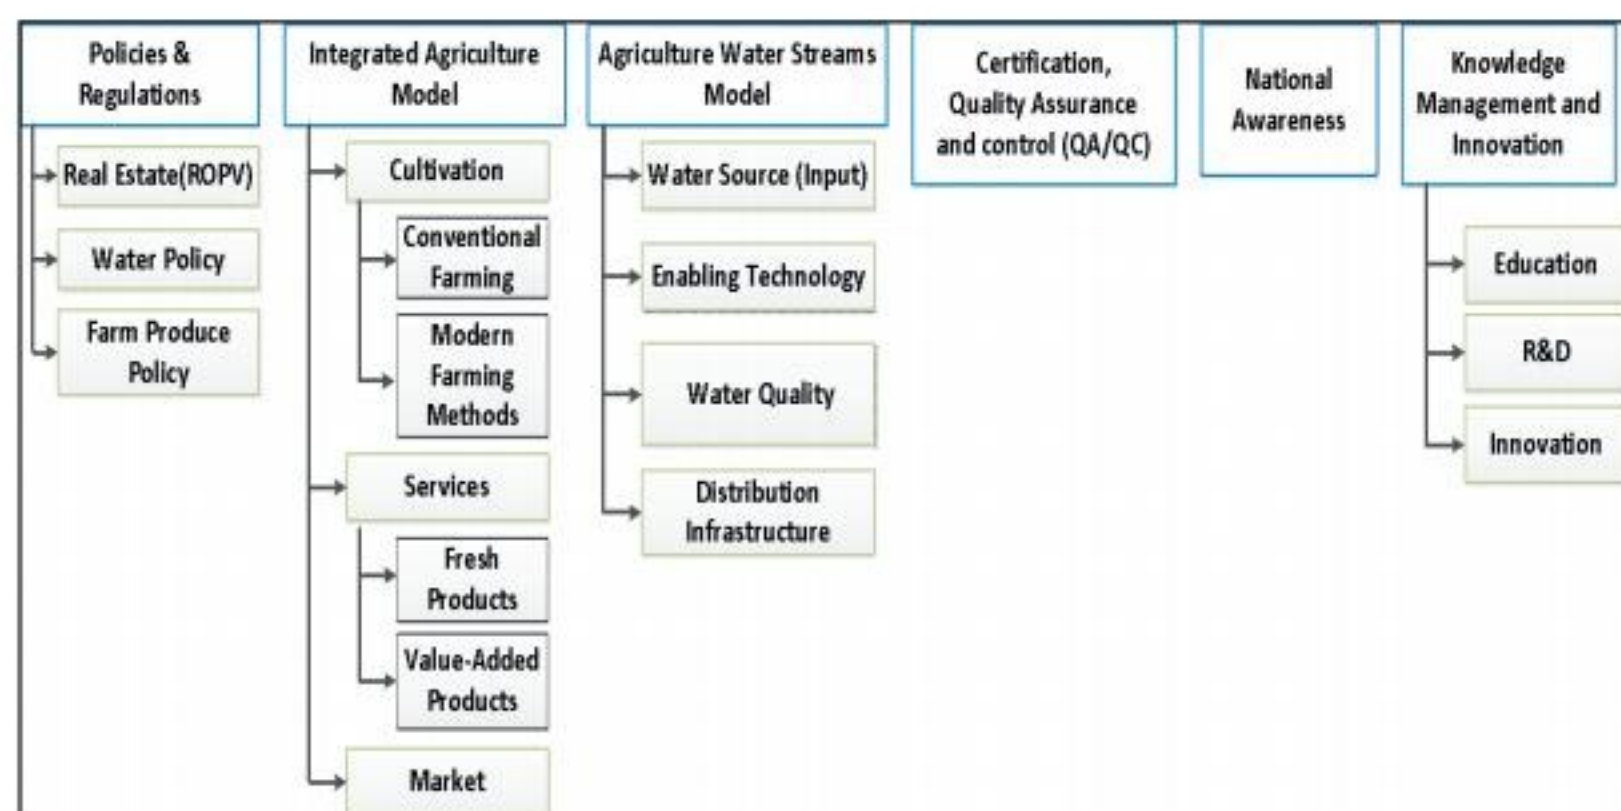 Policies &
Regulations
Real Estate(ROPV)
Water Policy
Farm Produce
Policy
Integrated Agriculture
Model
Cultivation
Conventional
Farming
Modern
Farming
Methods
Services
Fresh
Products
Value-Added
Products
Market
Agriculture Water Streams
Model
Water Source (Input)
Enabling Technology
Water Quality
Distribution
Infrastructure
Certification,
Quality Assurance
and control (QA/QC)
National
Awareness
Knowledge
Management and
Innovation
Education
R&D
Innovation